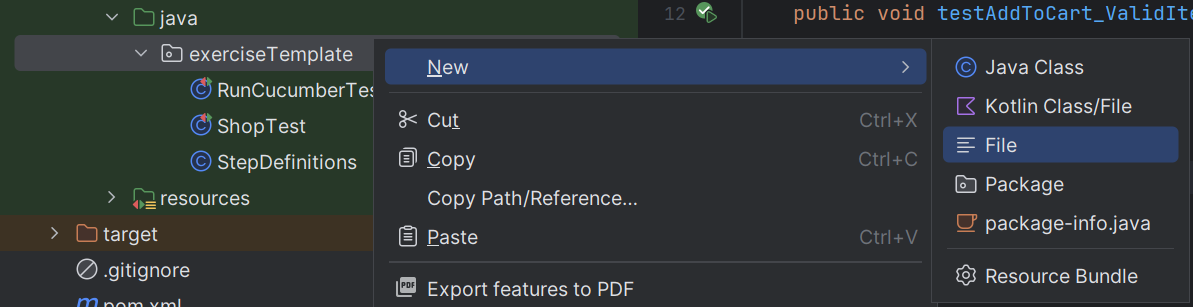 java
exerciseTemplate
RunCucumberTes
ShopTest
StepDefinitions
resources
target
.gitignore
pom.xml
New
Cut Ctrl+X
Copy Ctrl+C
Copy Path/Reference...
Paste Ctrl+V
PDF Export features to PDF
12 public void testAddToCart_ValidIte
Java Class
Kotlin Class/File
File
Package
package-info.java
Resource Bundle